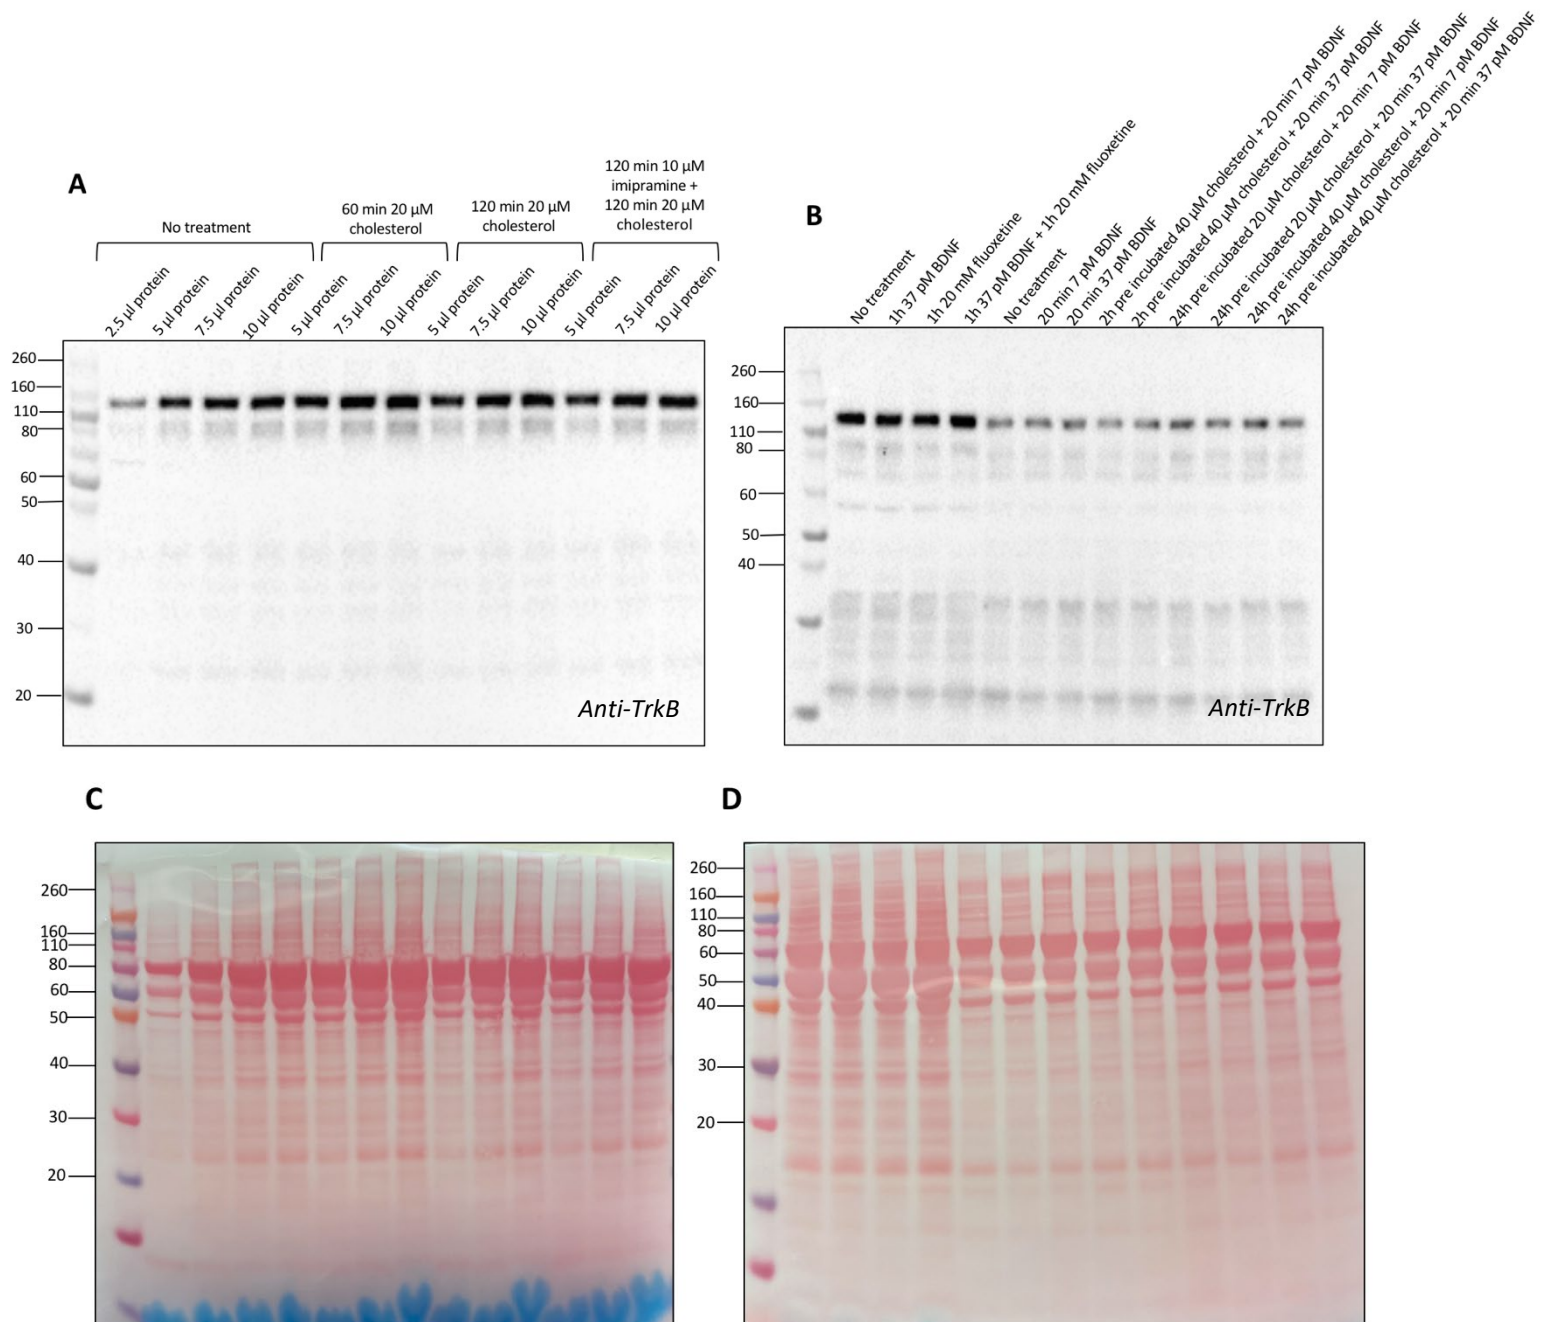 A
No treatment
60 min 20 µM
cholesterol
120 min 20 µM
cholesterol
120 min 10 µM
imipramine +
120 min 20 µM
cholesterol
2.5 µl protein
5 µl protein
7.5 µl protein
10 µl protein
5 µl protein
7.5 µl protein
10 µl protein
5 µl protein
7.5 µl protein
10 µl protein
5 µl protein
7.5 µl protein
10 µl protein
260
160
110
80
60
50
40
30
20
Anti-TrkB
B
No treatment
1h 37 pM BDNF
1h 20 mM fluoxetine
1h 37 pM BDNF + 1h 20 mM fluoxetine
No treatment
20 min 7 pM BDNF
20 min 37 pM BDNF
2h pre incubated 40 µM cholesterol + 20 min 7 pM BDNF
2h pre incubated 40 µM cholesterol + 20 min 37 pM BDNF
24h pre incubated 20 µM cholesterol + 20 min 7 pM BDNF
24h pre incubated 20 µM cholesterol + 20 min 37 pM BDNF
24h pre incubated 40 µM cholesterol + 20 min 7 pM BDNF
24h pre incubated 40 µM cholesterol + 20 min 37 pM BDNF
260
160
110
80
60
50
40
Anti-TrkB
C
260
160
110
80
60
50
40
30
20
D
260
160
110
80
60
50
40
30
20